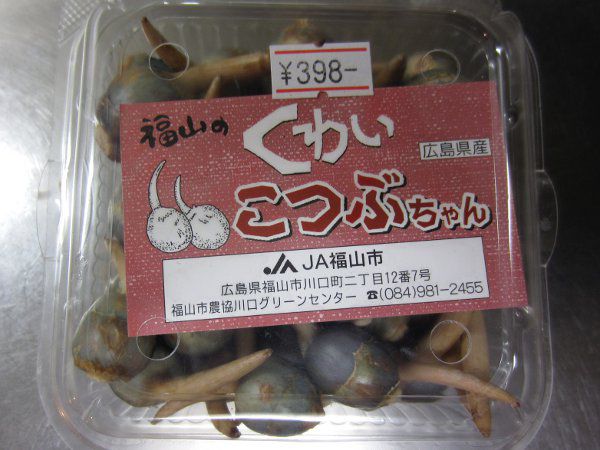 ¥398-
福山の
くわい
広島県産
こつぶちゃん
JA福山市
広島県福山市川口町二丁目12番7号
福山市農協川口グリーンセンター ☎(084)981-2455